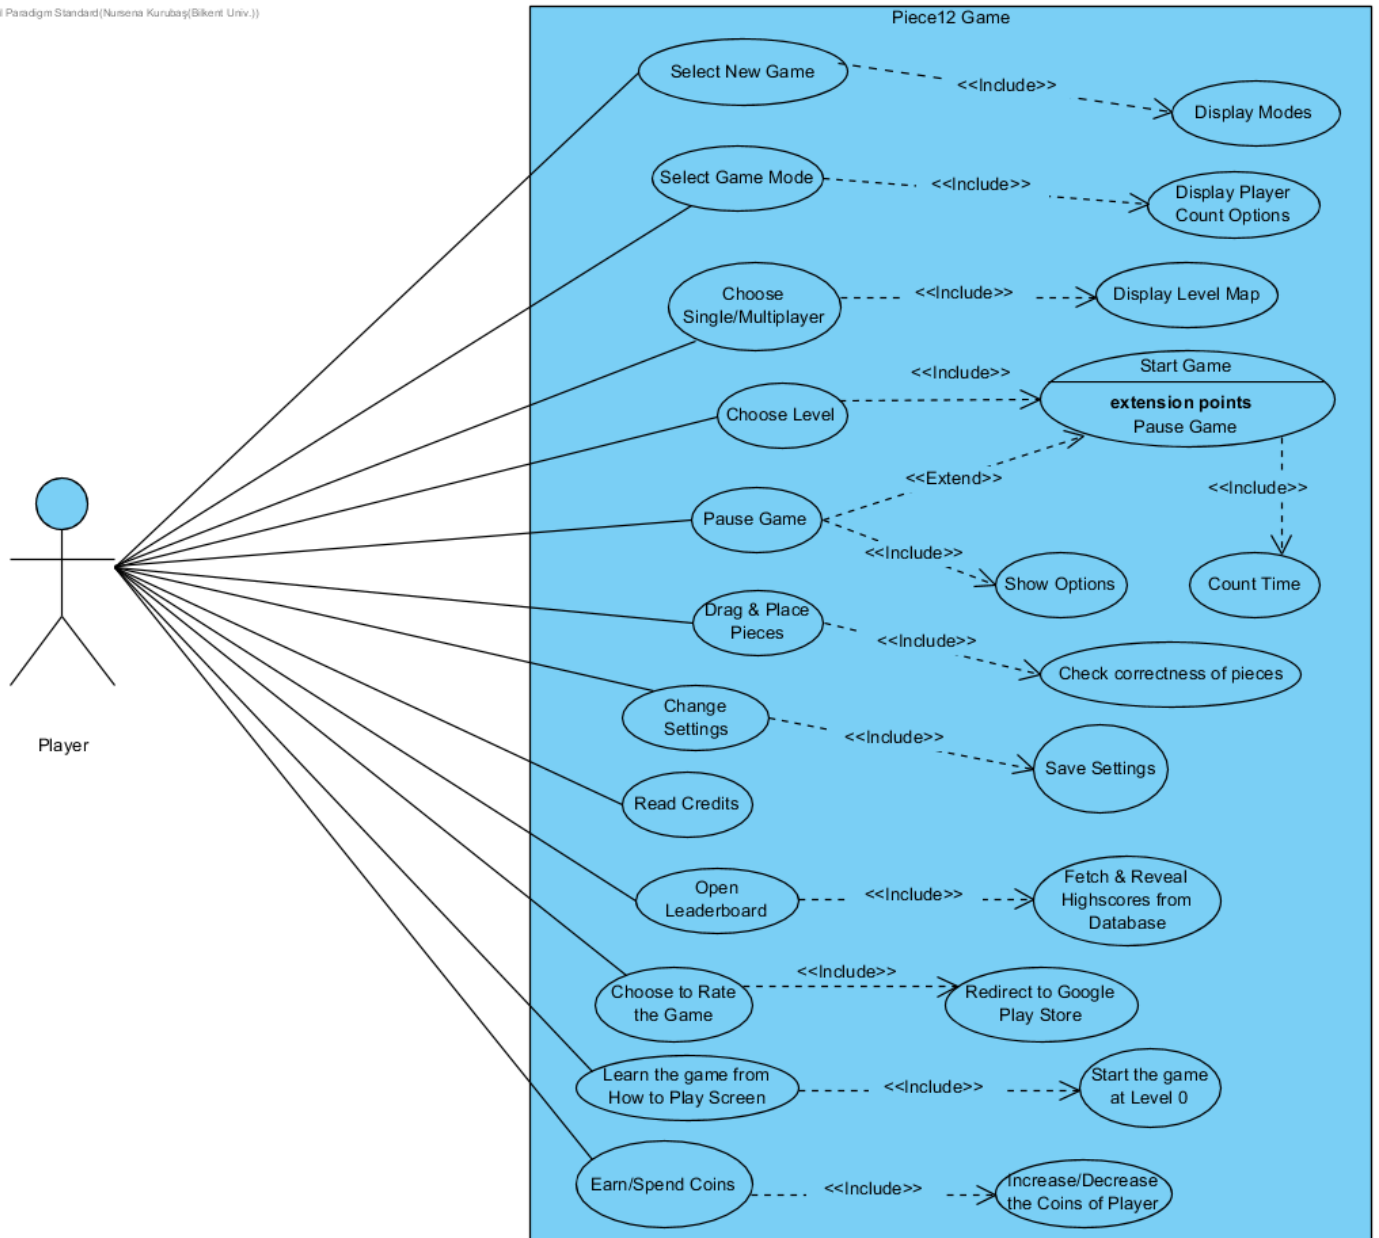 Paradigm Standard(Nursena Kurubaş(Bilkent Univ.))
Piece12 Game
Select New Game
<<Include>>
Display Modes
Select Game Mode
<<Include>>
Display Player
Count Options
Choose
Single/Multiplayer
<<Include>>
Display Level Map
Choose Level
<<Include>>
Start Game
extension points
Pause Game
<<Extend>>
<<Include>>
Pause Game
<<Include>>
Show Options
Count Time
Drag & Place
Pieces
<<Include>>
Check correctness of pieces
Change
Settings
<<Include>>
Save Settings
Player
Read Credits
Open
Leaderboard
<<Include>>
Fetch & Reveal
Highscores from
Database
Choose to Rate
the Game
<<Include>>
Redirect to Google
Play Store
Learn the game from
How to Play Screen
<<Include>>
Start the game
at Level 0
Earn/Spend Coins
<<Include>>
Increase/Decrease
the Coins of Player